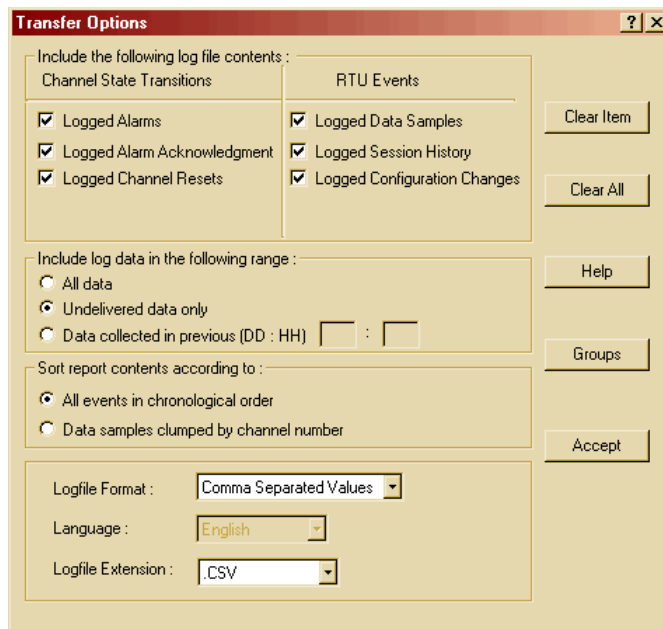 Transfer Options
Include the following log file contents :
Channel State Transitions
RTU Events
Logged Alarms
Logged Data Samples
Logged Alarm Acknowledgment
Logged Session History
Logged Channel Resets
Logged Configuration Changes
Clear Item
Clear All
Include log data in the following range :
All data
Undelivered data only
Data collected in previous (DD : HH)
:
Help
Sort report contents according to :
All events in chronological order
Data samples clumped by channel number
Groups
Accept
Logfile Format :
Comma Separated Values
Language :
English
Logfile Extension :
.CSV